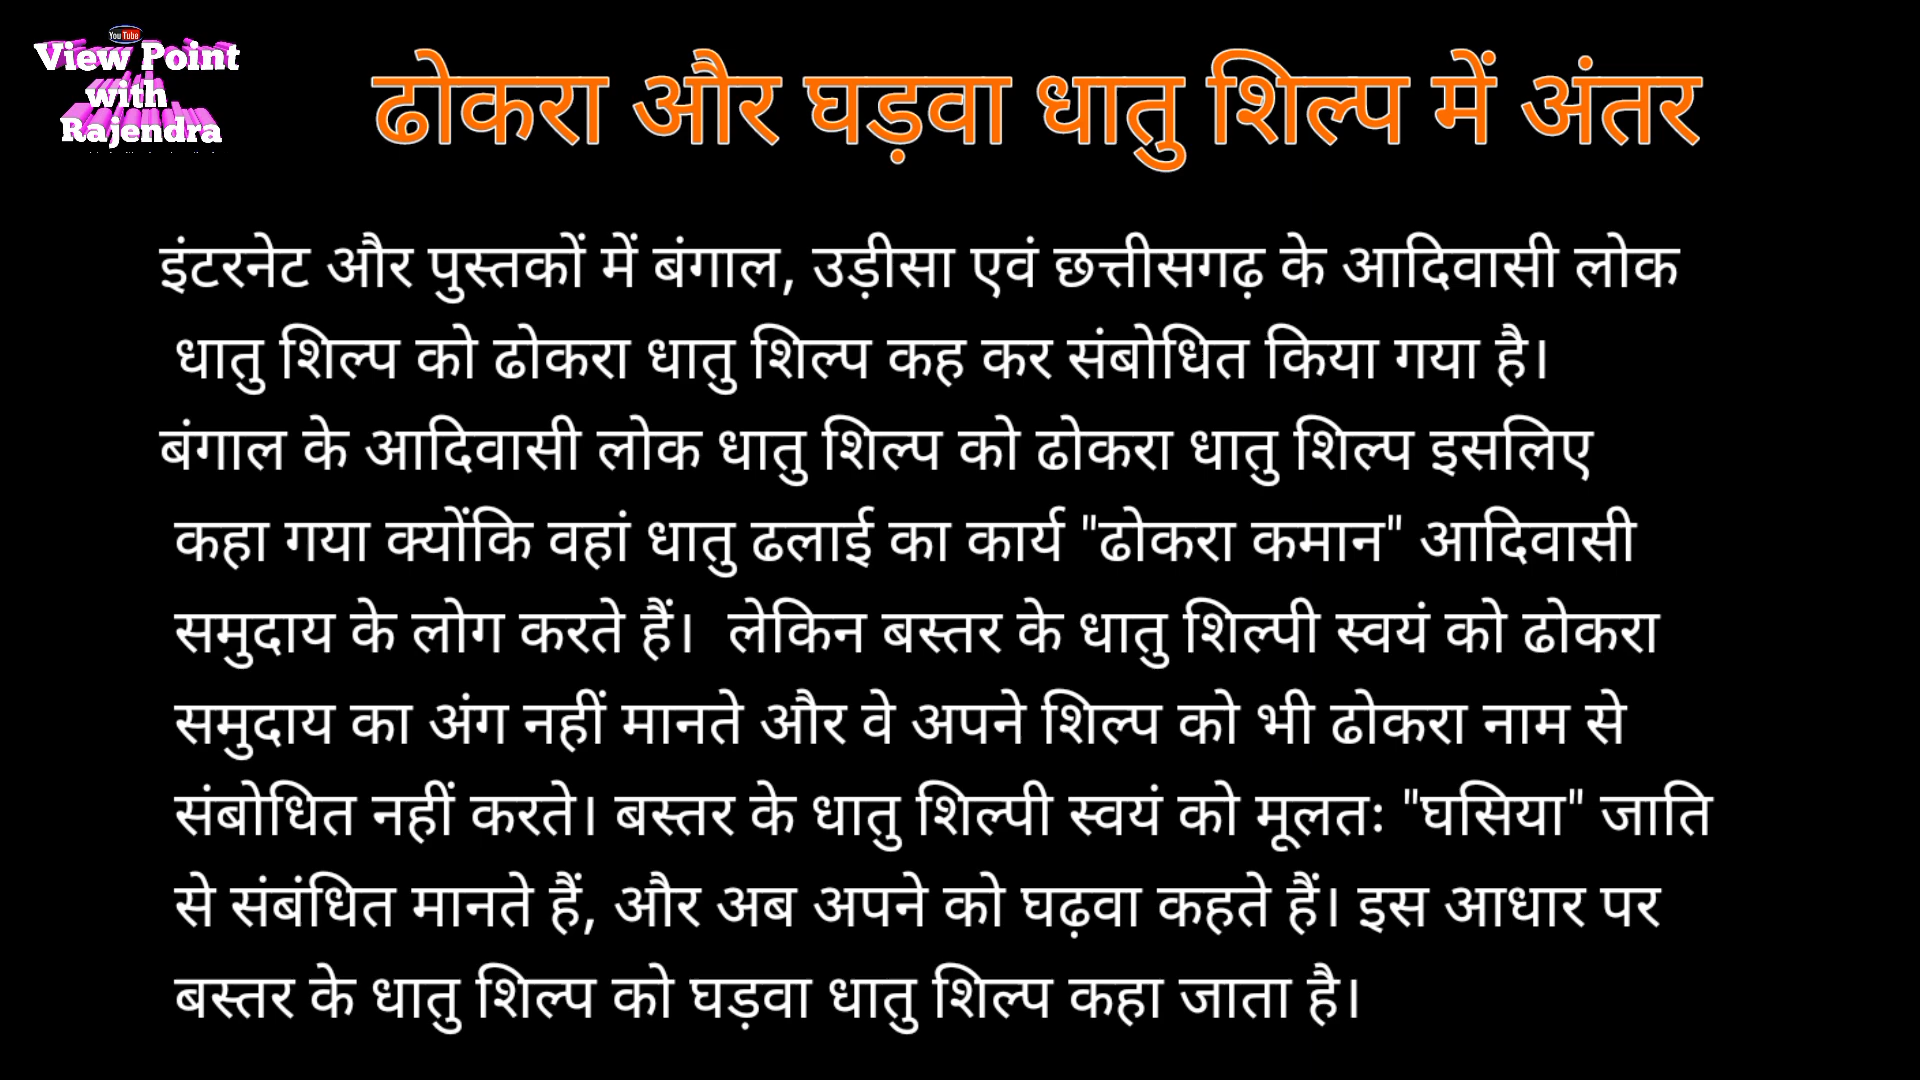 You Tube
View Point
with
Rajendra
ढोकरा और घड़वा धातु शिल्प में अंतर
इंटरनेट और पुस्तकों में बंगाल, उड़ीसा एवं छत्तीसगढ़ के आदिवासी लोक
धातु शिल्प को ढोकरा धातु शिल्प कह कर संबोधित किया गया है।
बंगाल के आदिवासी लोक धातु शिल्प को ढोकरा धातु शिल्प इसलिए
कहा गया क्योंकि वहां धातु ढलाई का कार्य "ढोकरा कमान" आदिवासी
समुदाय के लोग करते हैं। लेकिन बस्तर के धातु शिल्पी स्वयं को ढोकरा
समुदाय का अंग नहीं मानते और वे अपने शिल्प को भी ढोकरा नाम से
संबोधित नहीं करते। बस्तर के धातु शिल्पी स्वयं को मूलतः "घसिया" जाति
से संबंधित मानते हैं, और अब अपने को घढ़वा कहते हैं। इस आधार पर
बस्तर के धातु शिल्प को घड़वा धातु शिल्प कहा जाता है।